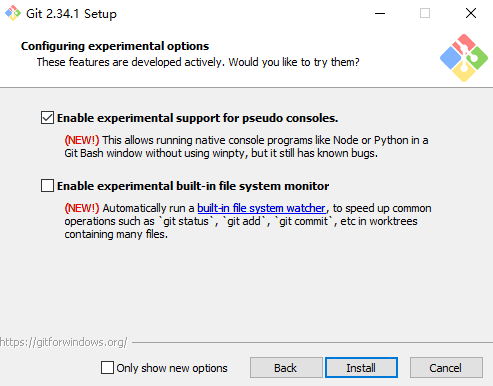 Git 2.34.1 Setup
Configuring experimental options
These features are developed actively. Would you like to try them?
Enable experimental support for pseudo consoles.
(NEW!) This allows running native console programs like Node or Python in a
Git Bash window without using winpty, but it still has known bugs.
Enable experimental built-in file system monitor
(NEW!) Automatically run a built-in file system watcher, to speed up common
operations such as `git status`, `git add`, `git commit`, etc in worktrees
containing many files.
https://gitforwindows.org/
Only show new options
Back
Install
Cancel